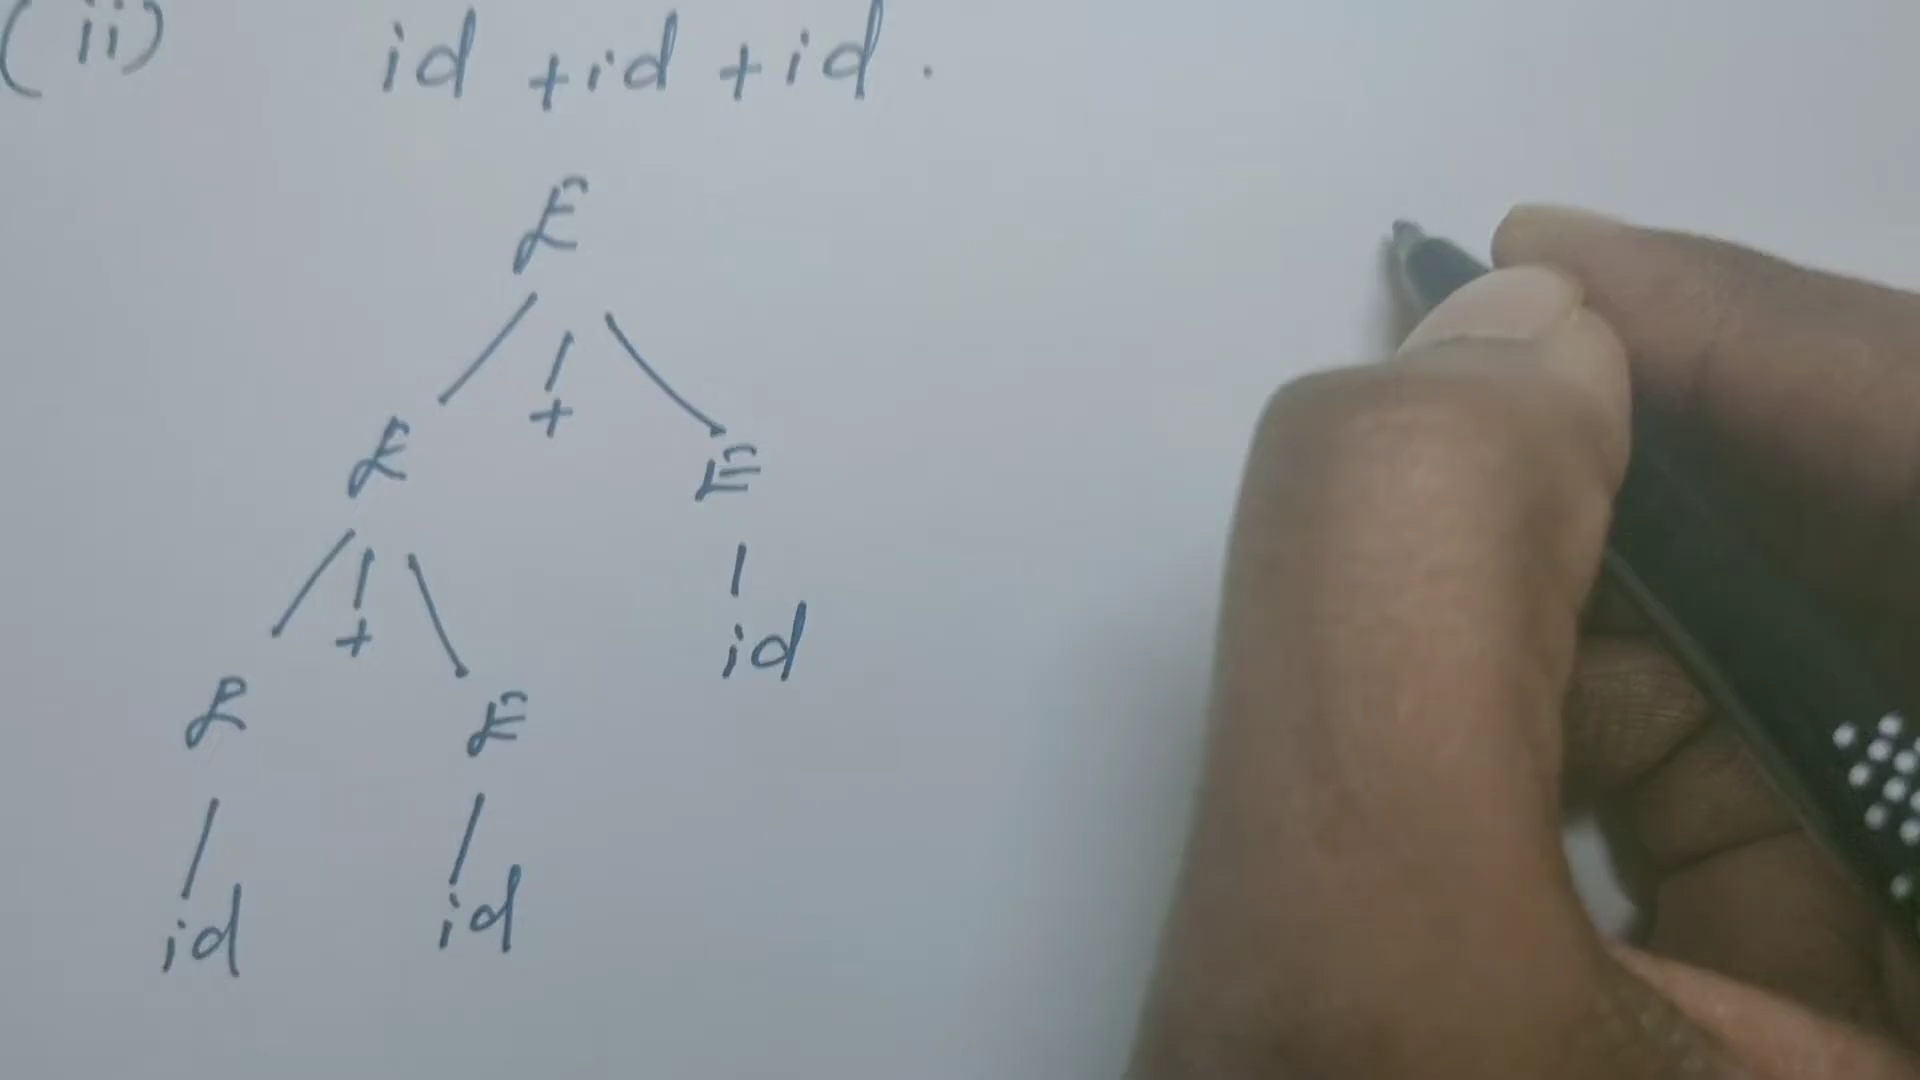 (ii) id + id + id .
E
E + E
E + E id
id id